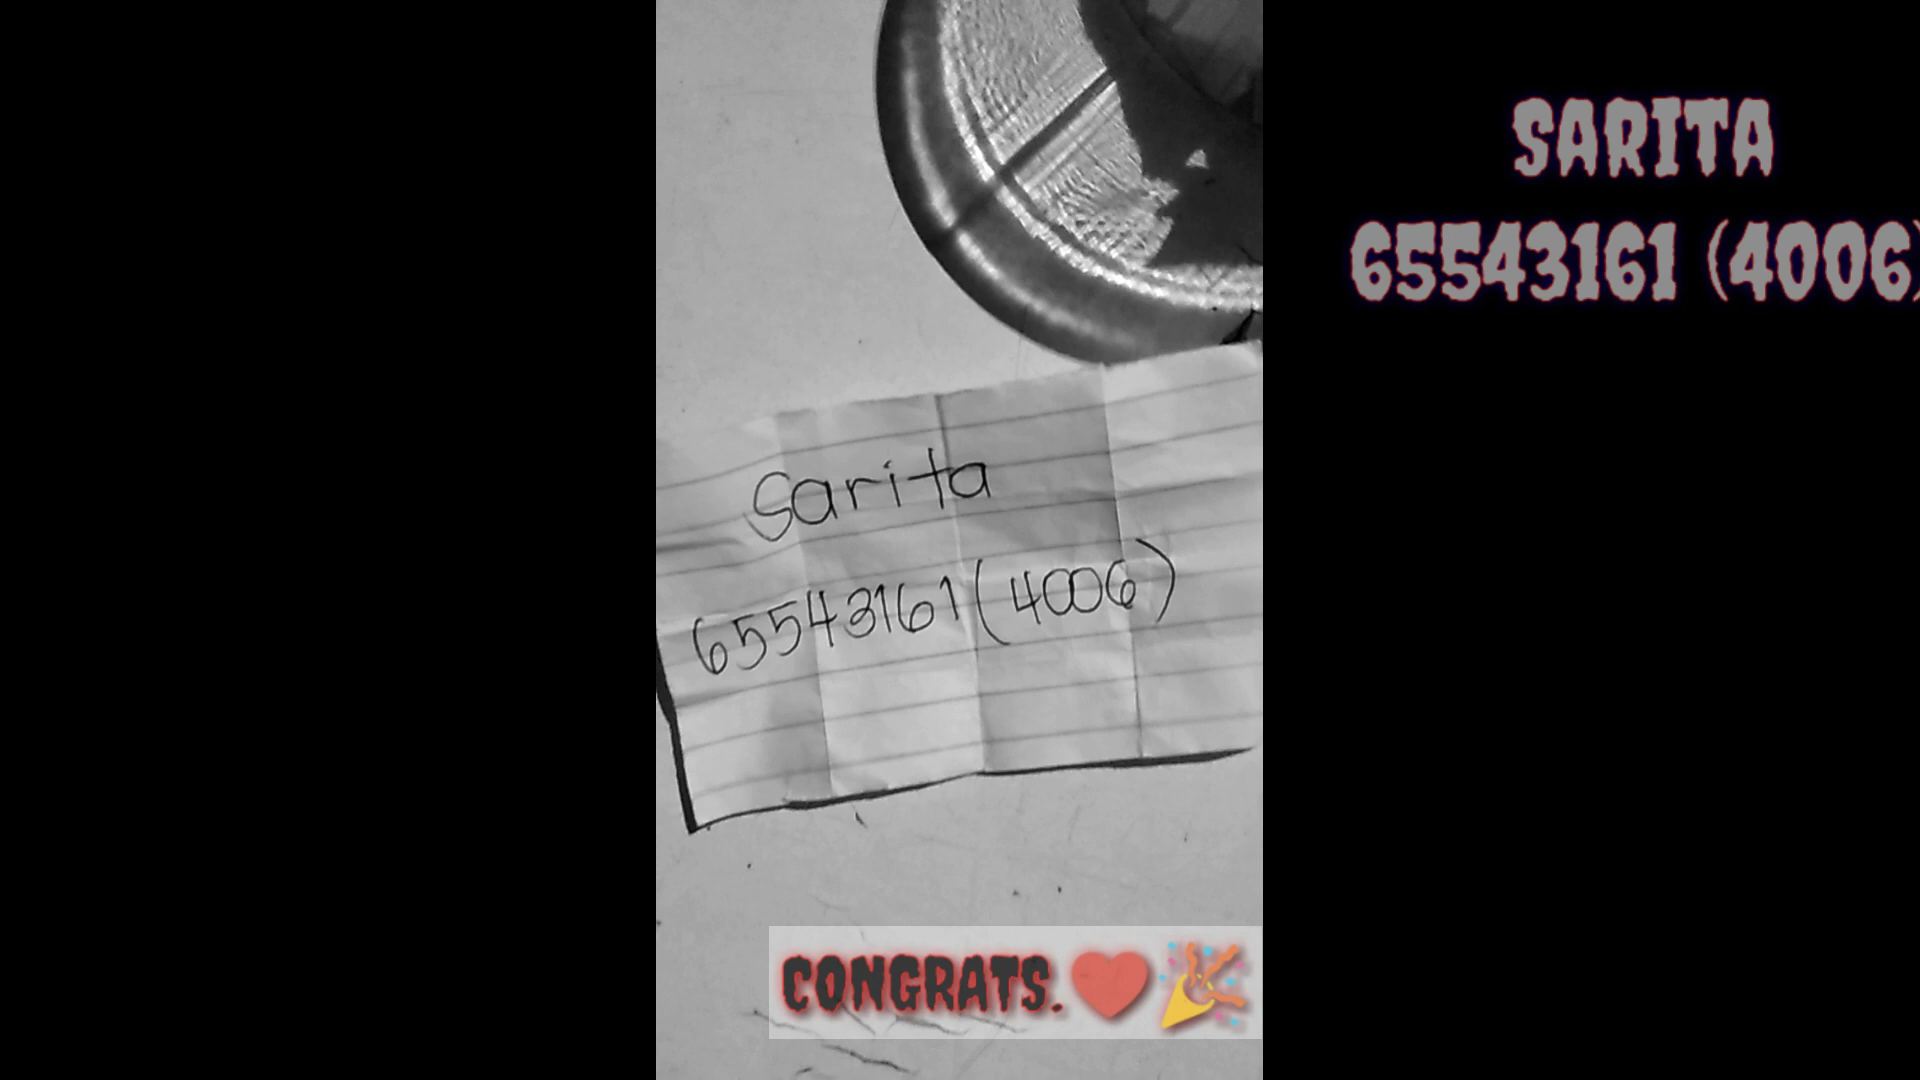 SARITA
65543161 (4006)
Sarita
65543161(4006)
CONGRATS.❤️🎉